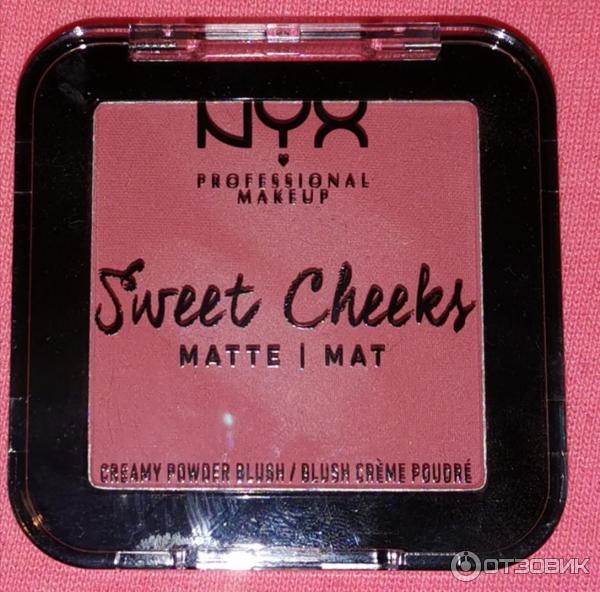 NYX
PROFESSIONAL
MAKEUP
Sweet Cheeks
MATTE | MAT
CREAMY POWDER BLUSH / BLUSH CRÈME POUDRÉ
ОТЗОВИК